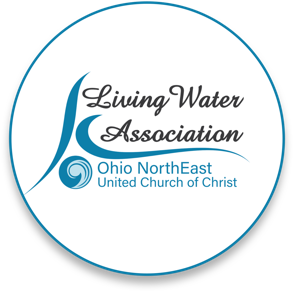 Living Water
Association
Ohio NorthEast
United Church of Christ